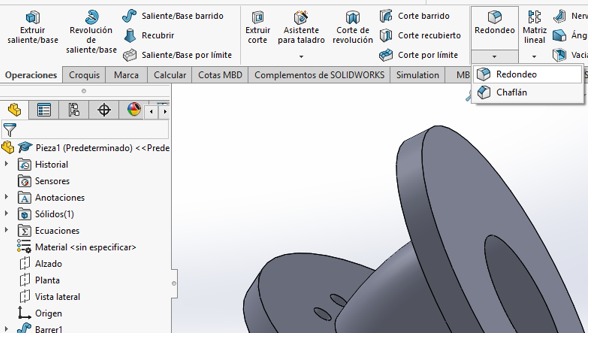 Extruir
saliente/base
Revolución
de
saliente/base
Saliente/Base barrido
Recubrir
Saliente/Base por límite
Extruir
corte
Asistente
para taladro
Corte de
revolución
Corte barrido
Corte recubierto
Corte por límite
Redondeo
Matriz
lineal
Nerv
Áng
Vacia
Operaciones Croquis Marca Calcular Cotas MBD Complementos de SOLIDWORKS Simulation MB
Redondeo
Chaflán
Pieza1 (Predeterminado) <<Prede
Historial
Sensores
Anotaciones
Sólidos(1)
Ecuaciones
Material <sin especificar>
Alzado
Planta
Vista lateral
Origen
Barrer1